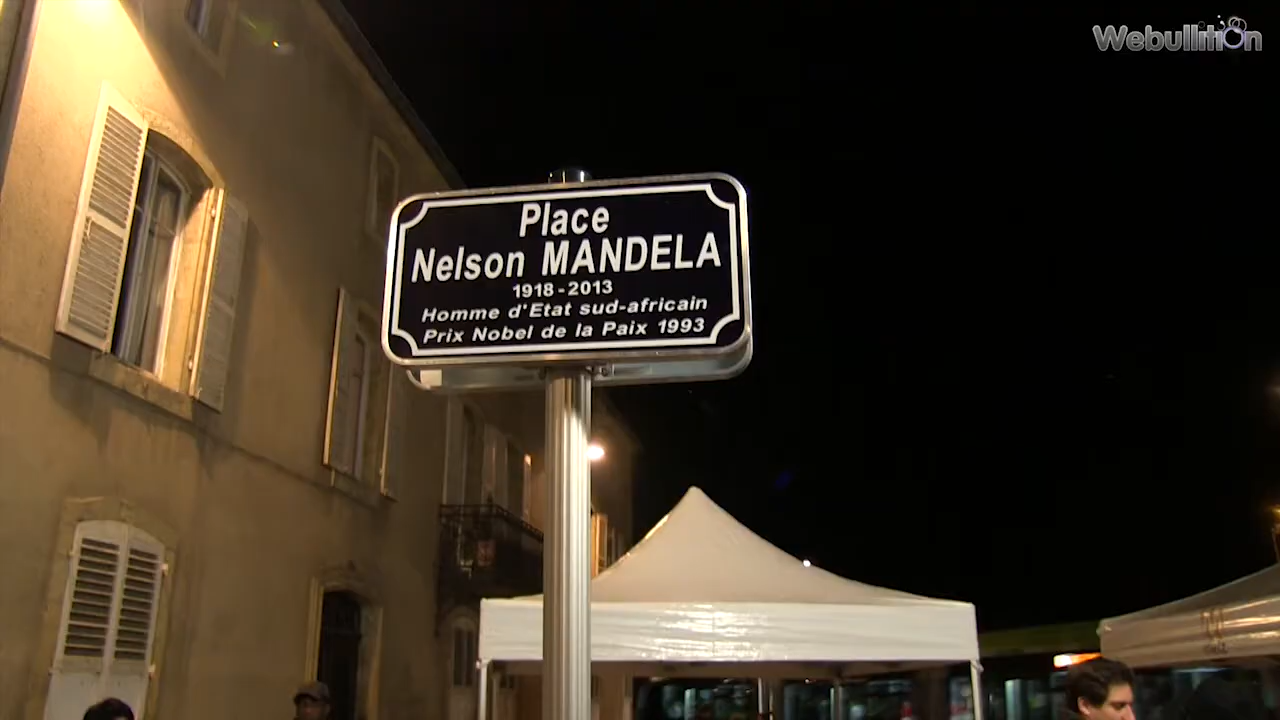 Webullition
Place
Nelson MANDELA
1918 - 2013
Homme d'Etat sud-africain
Prix Nobel de la Paix 1993